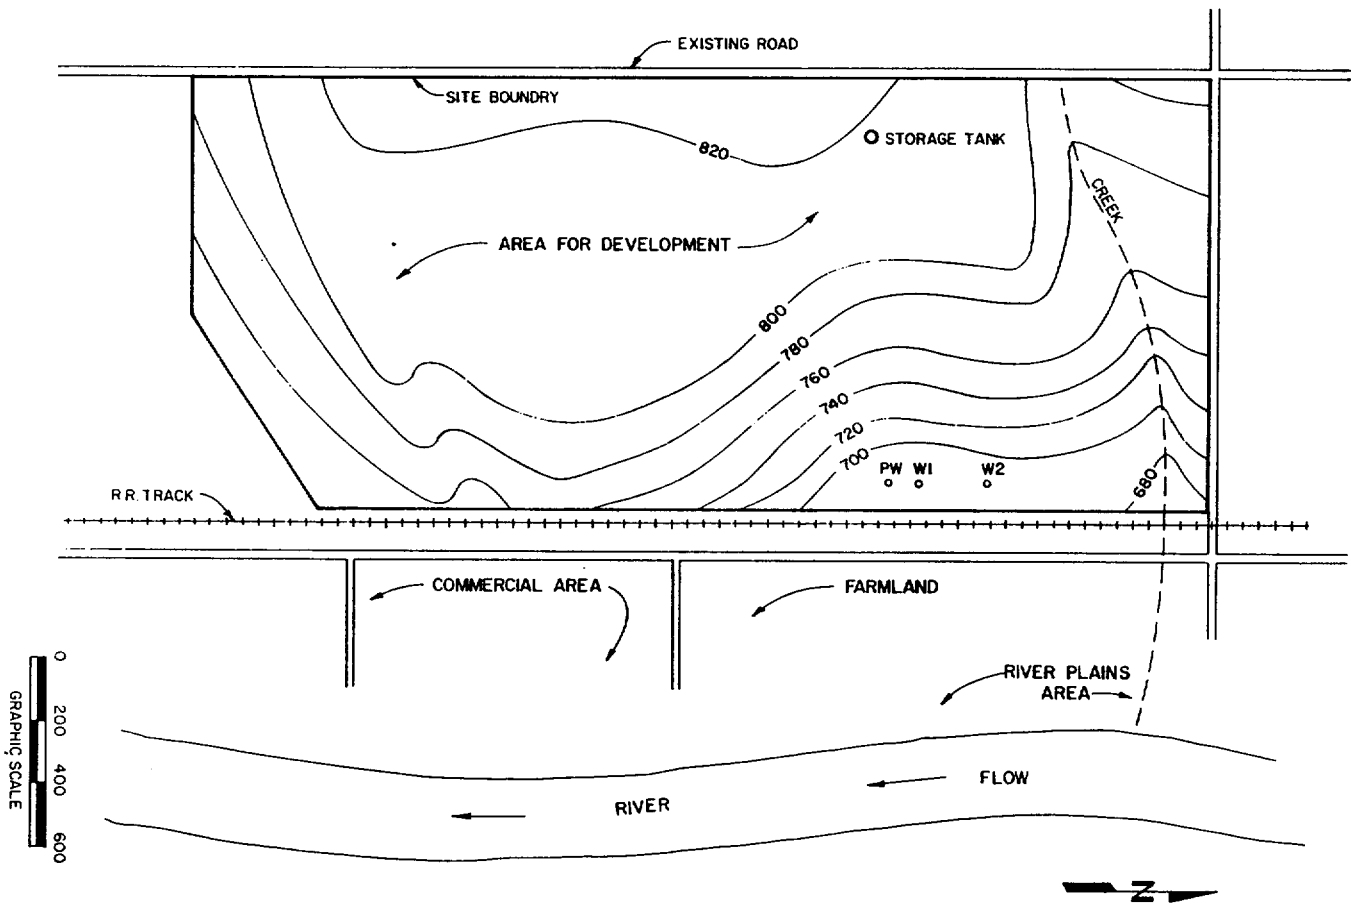 EXISTING ROAD
SITE BOUNDRY
820
STORAGE TANK
CREEK
AREA FOR DEVELOPMENT
800
780
760
740
720
700
PW W1 W2
680
R.R. TRACK
COMMERCIAL AREA
FARMLAND
RIVER PLAINS
AREA
FLOW
RIVER
0
200
400
600
GRAPHIC SCALE
N